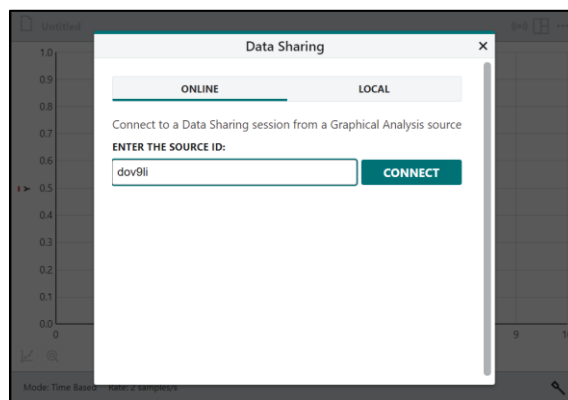 Untitled
Data Sharing
ONLINE
LOCAL
Connect to a Data Sharing session from a Graphical Analysis source
ENTER THE SOURCE ID:
dov9li
CONNECT
1.0
0.9
0.8
0.7
0.6
0.5
0.4
0.3
0.2
0.1
0.0
0
9
Mode: Time Based Rate: 2 samples/s